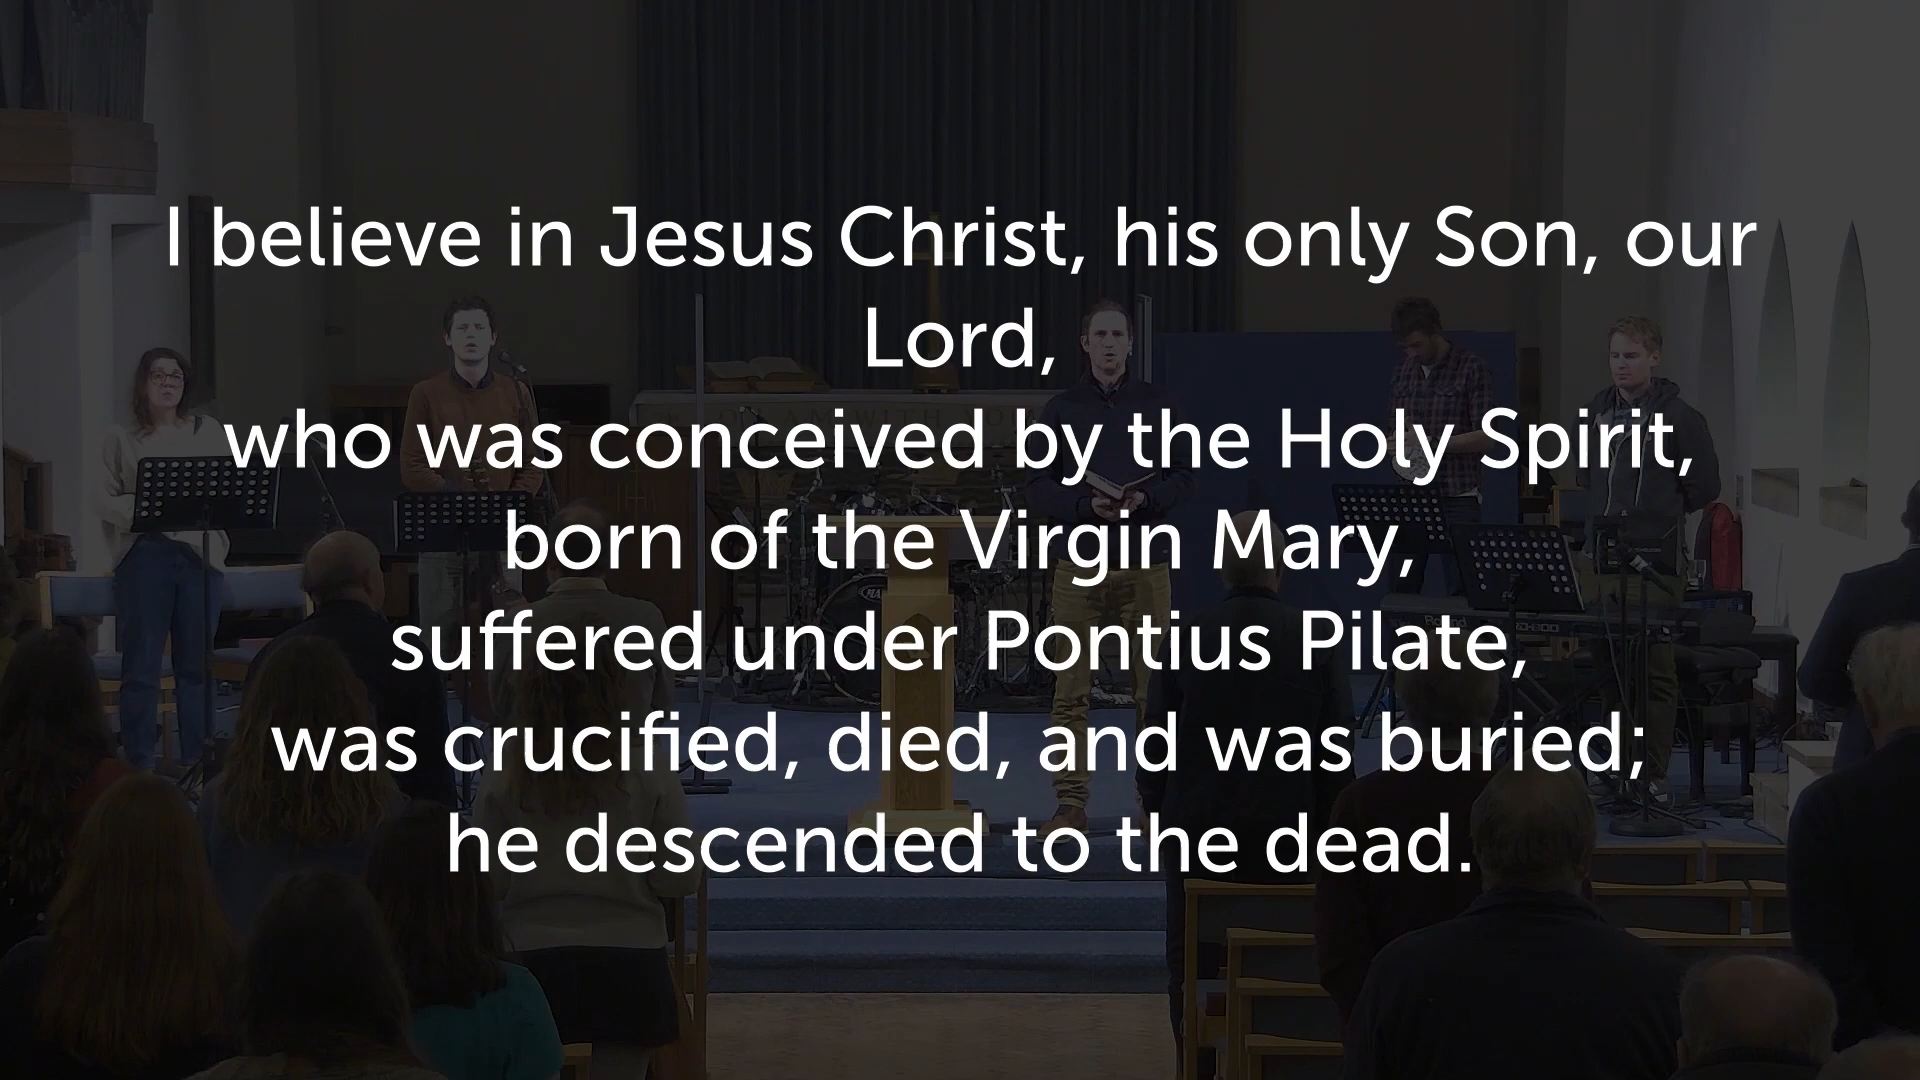 I believe in Jesus Christ, his only Son, our
Lord,
who was conceived by the Holy Spirit,
born of the Virgin Mary,
suffered under Pontius Pilate,
was crucified, died, and was buried;
he descended to the dead.
Roland